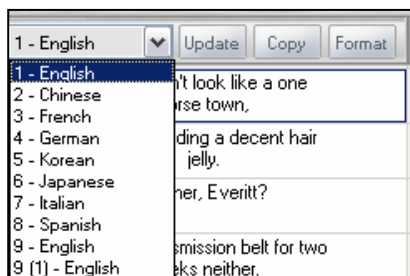 1 - English Update Copy Format
1 - English
2 - Chinese
3 - French
4 - German
5 - Korean
6 - Japanese
7 - Italian
8 - Spanish
9 - English
9 (1) - English
't look like a one
rse town,
ding a decent hair
jelly.
her, Everitt?
smission belt for two
eks neither.